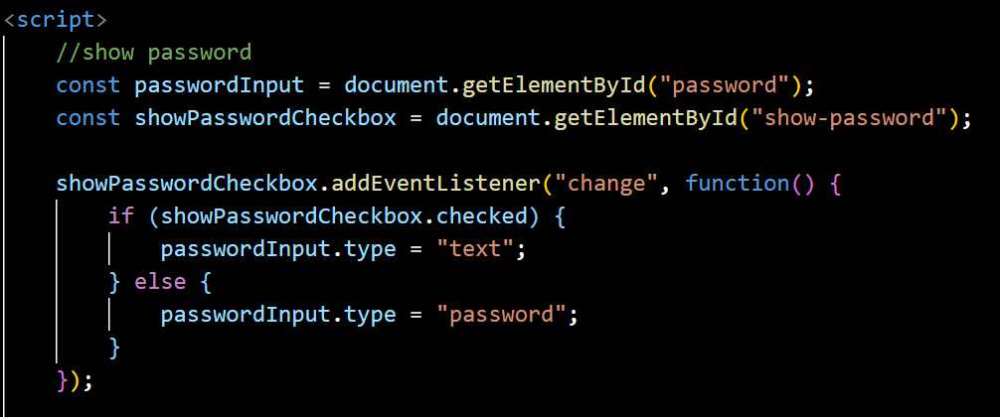 <script>
    //show password
    const passwordInput = document.getElementById("password");
    const showPasswordCheckbox = document.getElementById("show-password");

    showPasswordCheckbox.addEventListener("change", function() {
        if (showPasswordCheckbox.checked) {
            passwordInput.type = "text";
        } else {
            passwordInput.type = "password";
        }
    });